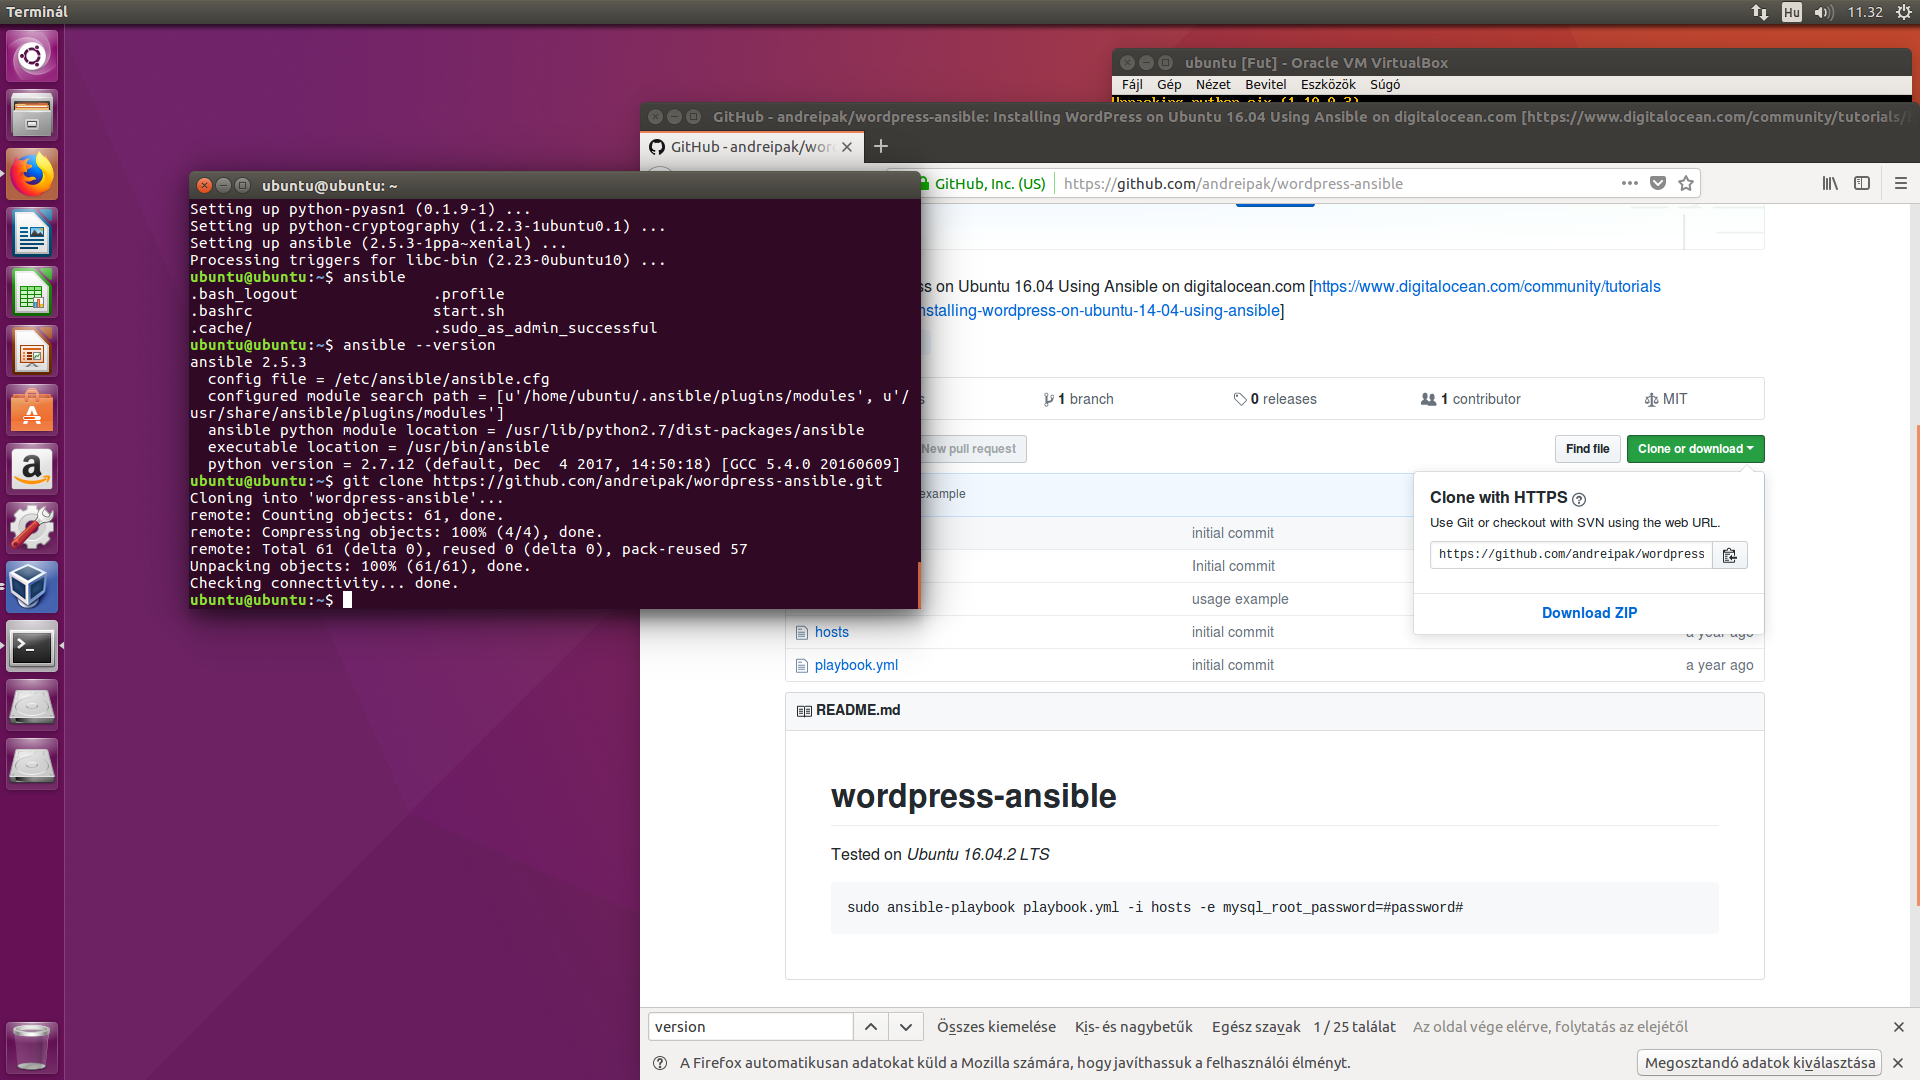 Terminál
Hu
11.32
ubuntu [Fut] - Oracle VM VirtualBox
Fájl Gép Nézet Bevitel Eszközök Súgó
Unpacking python-six (1.10.0-3)
GitHub - andreipak/wordpress-ansible: Installing WordPress on Ubuntu 16.04 Using Ansible on digitalocean.com [https://www.digitalocean.com/community/tutorials/
GitHub - andreipak/wor
GitHub, Inc. (US) https://github.com/andreipak/wordpress-ansible
ubuntu@ubuntu: ~
Setting up python-pyasn1 (0.1.9-1) ...
Setting up python-cryptography (1.2.3-1ubuntu0.1) ...
Setting up ansible (2.5.3-1ppa~xenial) ...
Processing triggers for libc-bin (2.23-0ubuntu10) ...
ubuntu@ubuntu:~$ ansible
.bash_logout .profile
.bashrc start.sh
.cache/ .sudo_as_admin_successful
ubuntu@ubuntu:~$ ansible --version
ansible 2.5.3
config file = /etc/ansible/ansible.cfg
configured module search path = [u'/home/ubuntu/.ansible/plugins/modules', u'/
usr/share/ansible/plugins/modules']
ansible python module location = /usr/lib/python2.7/dist-packages/ansible
executable location = /usr/bin/ansible
python version = 2.7.12 (default, Dec  4 2017, 14:50:18) [GCC 5.4.0 20160609]
ubuntu@ubuntu:~$ git clone https://github.com/andreipak/wordpress-ansible.git
Cloning into 'wordpress-ansible'...
remote: Counting objects: 61, done.
remote: Compressing objects: 100% (4/4), done.
remote: Total 61 (delta 0), reused 0 (delta 0), pack-reused 57
Unpacking objects: 100% (61/61), done.
Checking connectivity... done.
ubuntu@ubuntu:~$
ss on Ubuntu 16.04 Using Ansible on digitalocean.com [https://www.digitalocean.com/community/tutorials
nstalling-wordpress-on-ubuntu-14-04-using-ansible]
s 1 branch 0 releases 1 contributor MIT
New pull request Find file Clone or download
example
Clone with HTTPS
Use Git or checkout with SVN using the web URL.
https://github.com/andreipak/wordpress
Download ZIP
initial commit
Initial commit
usage example
hosts initial commit a year ago
playbook.yml initial commit a year ago
README.md
wordpress-ansible
Tested on Ubuntu 16.04.2 LTS
sudo ansible-playbook playbook.yml -i hosts -e mysql_root_password=#password#
version Összes kiemelése Kis- és nagybetűk Egész szavak 1 / 25 találat Az oldal vége elérve, folytatás az elejétől
A Firefox automatikusan adatokat küld a Mozilla számára, hogy javíthassuk a felhasználói élményt. Megosztandó adatok kiválasztása